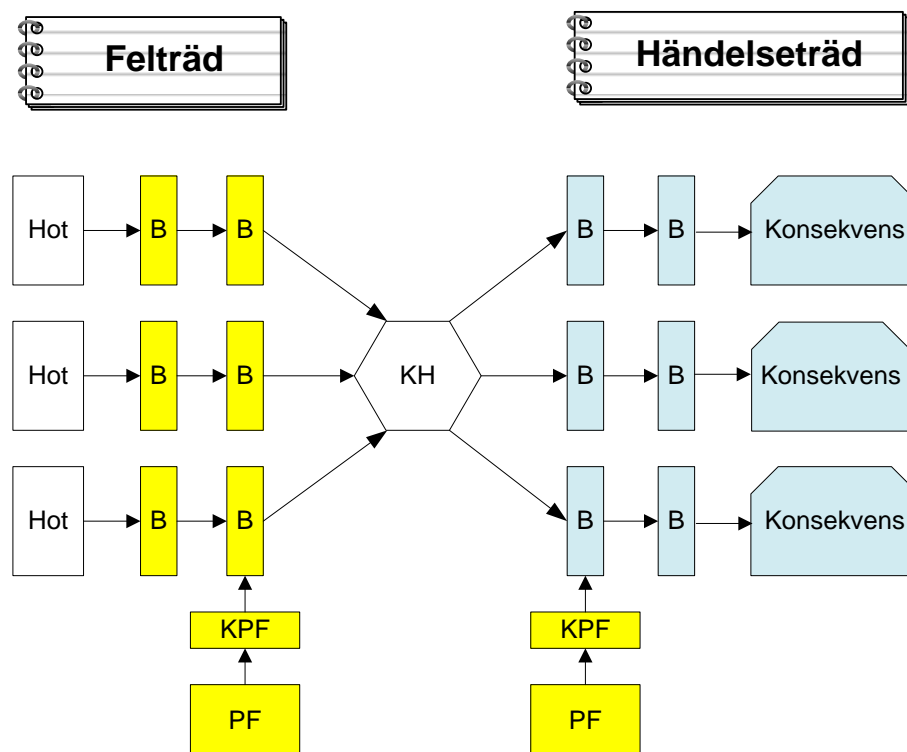 Felträd
Händelseträd
Hot
B
B
B
B
Konsekvens
Hot
B
B
KH
B
B
Konsekvens
Hot
B
B
B
B
Konsekvens
KPF
KPF
PF
PF